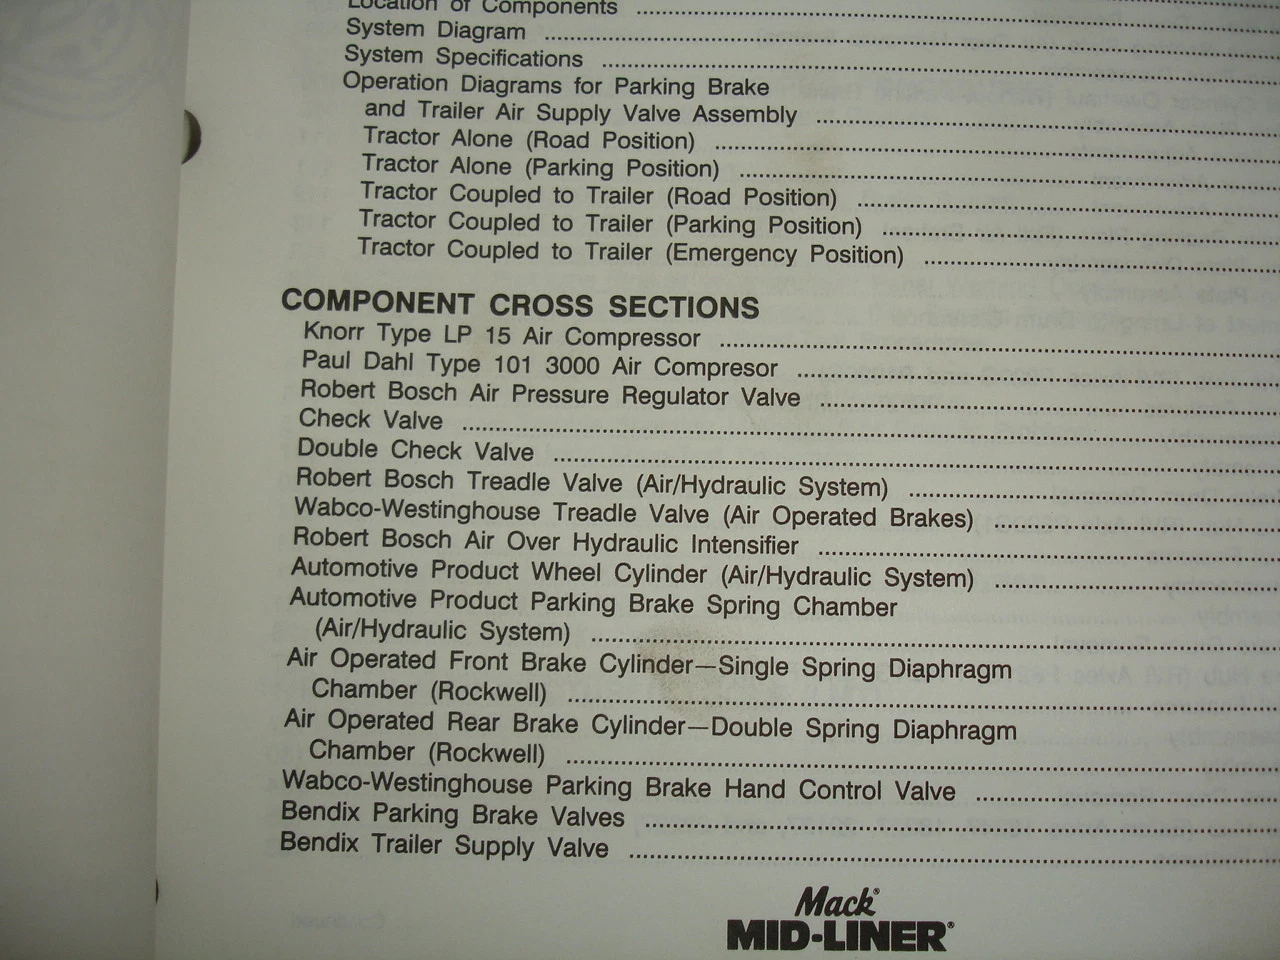 Location of Components ........................
System Diagram ........................
System Specifications ........................
Operation Diagrams for Parking Brake
and Trailer Air Supply Valve Assembly ........................
Tractor Alone (Road Position) ........................
Tractor Alone (Parking Position) ........................
Tractor Coupled to Trailer (Road Position) ........................
Tractor Coupled to Trailer (Parking Position) ........................
Tractor Coupled to Trailer (Emergency Position) ........................
COMPONENT CROSS SECTIONS
Knorr Type LP 15 Air Compressor ........................
Paul Dahl Type 101 3000 Air Compresor ........................
Robert Bosch Air Pressure Regulator Valve ........................
Check Valve ........................
Double Check Valve ........................
Robert Bosch Treadle Valve (Air/Hydraulic System) ........................
Wabco-Westinghouse Treadle Valve (Air Operated Brakes) ........................
Robert Bosch Air Over Hydraulic Intensifier ........................
Automotive Product Wheel Cylinder (Air/Hydraulic System) ........................
Automotive Product Parking Brake Spring Chamber
(Air/Hydraulic System) ........................
Air Operated Front Brake Cylinder—Single Spring Diaphragm
Chamber (Rockwell) ........................
Air Operated Rear Brake Cylinder—Double Spring Diaphragm
Chamber (Rockwell) ........................
Wabco-Westinghouse Parking Brake Hand Control Valve ........................
Bendix Parking Brake Valves ........................
Bendix Trailer Supply Valve ........................
Mack®
MID-LINER®